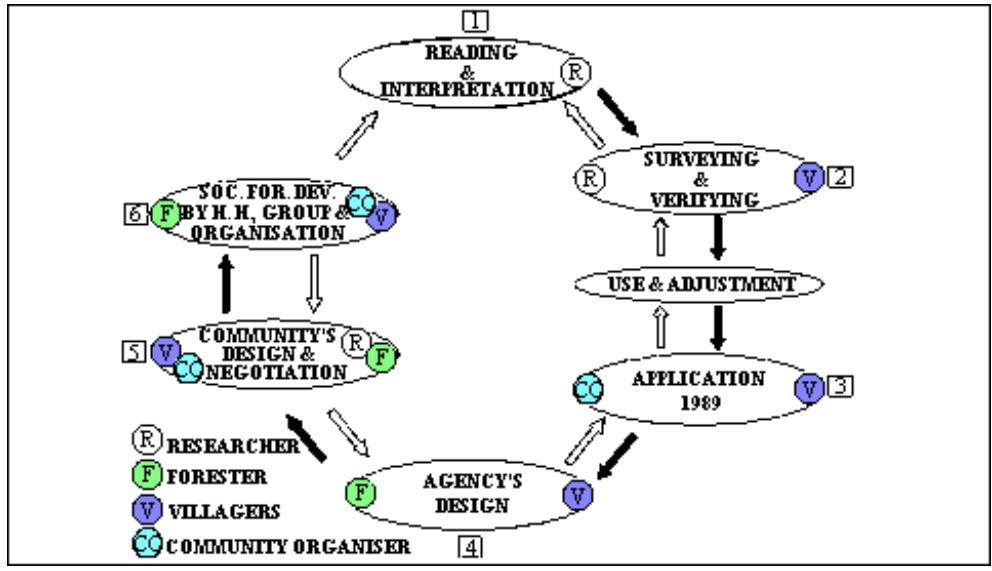 1
READING
&
INTERPRETATION
R
SURVEYING
&
VERIFYING
R
V
2
USE & ADJUSTMENT
APPLICATION
1989
CO
V
3
AGENCY'S
DESIGN
F
V
4
COMMUNITY'S
DESIGN &
NEGOTIATION
5
V
CO
R
F
SOC. FOR. DEV.
BY H. H, GROUP &
ORGANISATION
6
F
CO
V
R RESEARCHER
F FORESTER
V VILLAGERS
CO COMMUNITY ORGANISER